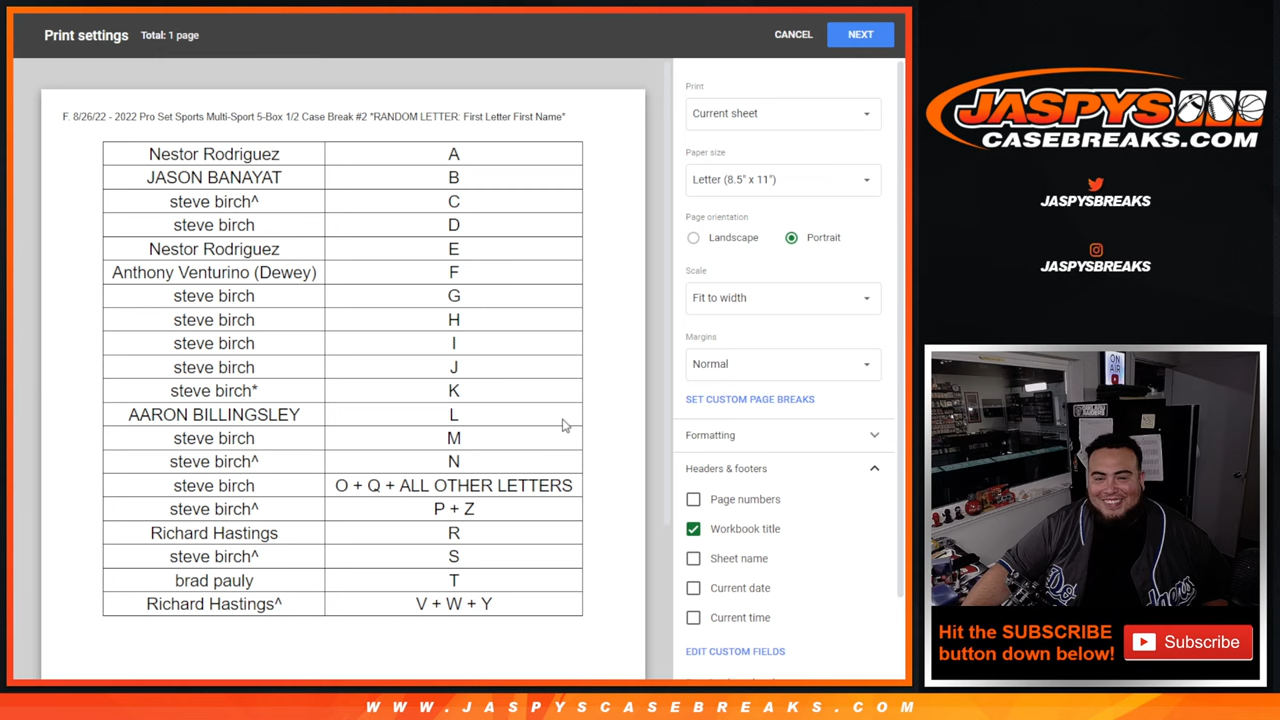 Print settings
Total: 1 page
CANCEL
NEXT
F. 8/26/22 - 2022 Pro Set Sports Multi-Sport 5-Box 1/2 Case Break #2 *RANDOM LETTER: First Letter First Name*
Nestor Rodriguez A
JASON BANAYAT B
steve birch^ C
steve birch D
Nestor Rodriguez E
Anthony Venturino (Dewey) F
steve birch G
steve birch H
steve birch I
steve birch J
steve birch* K
AARON BILLINGSLEY L
steve birch M
steve birch^ N
steve birch O + Q + ALL OTHER LETTERS
steve birch^ P + Z
Richard Hastings R
steve birch^ S
brad pauly T
Richard Hastings^ V + W + Y
Print
Current sheet
Paper size
Letter (8.5" x 11")
Page orientation
Landscape
Portrait
Scale
Fit to width
Margins
Normal
SET CUSTOM PAGE BREAKS
Formatting
Headers & footers
Page numbers
Workbook title
Sheet name
Current date
Current time
EDIT CUSTOM FIELDS
JASPYS
CASEBREAKS.COM
JASPYSBREAKS
JASPYSBREAKS
ON
AIR
Hit the SUBSCRIBE
button down below!
Subscribe
WWW.JASPYSCASEBREAKS.COM